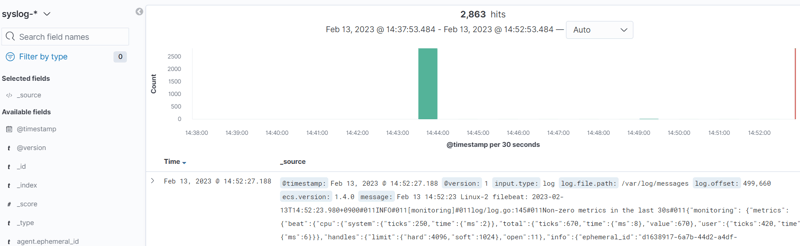 syslog-*
2,863 hits
Search field names
Feb 13, 2023 @ 14:37:53.484 - Feb 13, 2023 @ 14:52:53.484 — Auto
Filter by type 0
Selected fields
_source
Available fields
@timestamp
t @version
t _id
t _index
# _score
t _type
t agent.ephemeral_id
Count
2500
2000
1500
1000
500
0
14:38:00 14:39:00 14:40:00 14:41:00 14:42:00 14:43:00 14:44:00 14:45:00 14:46:00 14:47:00 14:48:00 14:49:00 14:50:00 14:51:00 14:52:00
@timestamp per 30 seconds
Time _source
Feb 13, 2023 @ 14:52:27.188 @timestamp: Feb 13, 2023 @ 14:52:27.188 @version: 1 input.type: log log.file.path: /var/log/messages log.offset: 499,660
ecs.version: 1.4.0 message: Feb 13 14:52:23 Linux-2 filebeat: 2023-02-
13T14:52:23.980+0900#011INFO#011[monitoring]#011log/log.go:145#011Non-zero metrics in the last 30s#011{"monitoring": {"metrics":
{"beat":{"cpu":{"system":{"ticks":250,"time":{"ms":2}},"total":{"ticks":670,"time":{"ms":8},"value":670},"user":{"ticks":420,"time":
{"ms":6}}},"handles":{"limit":{"hard":4096,"soft":1024},"open":11},"info":{"ephemeral_id":"d1638917-6a7b-44d2-a4df-